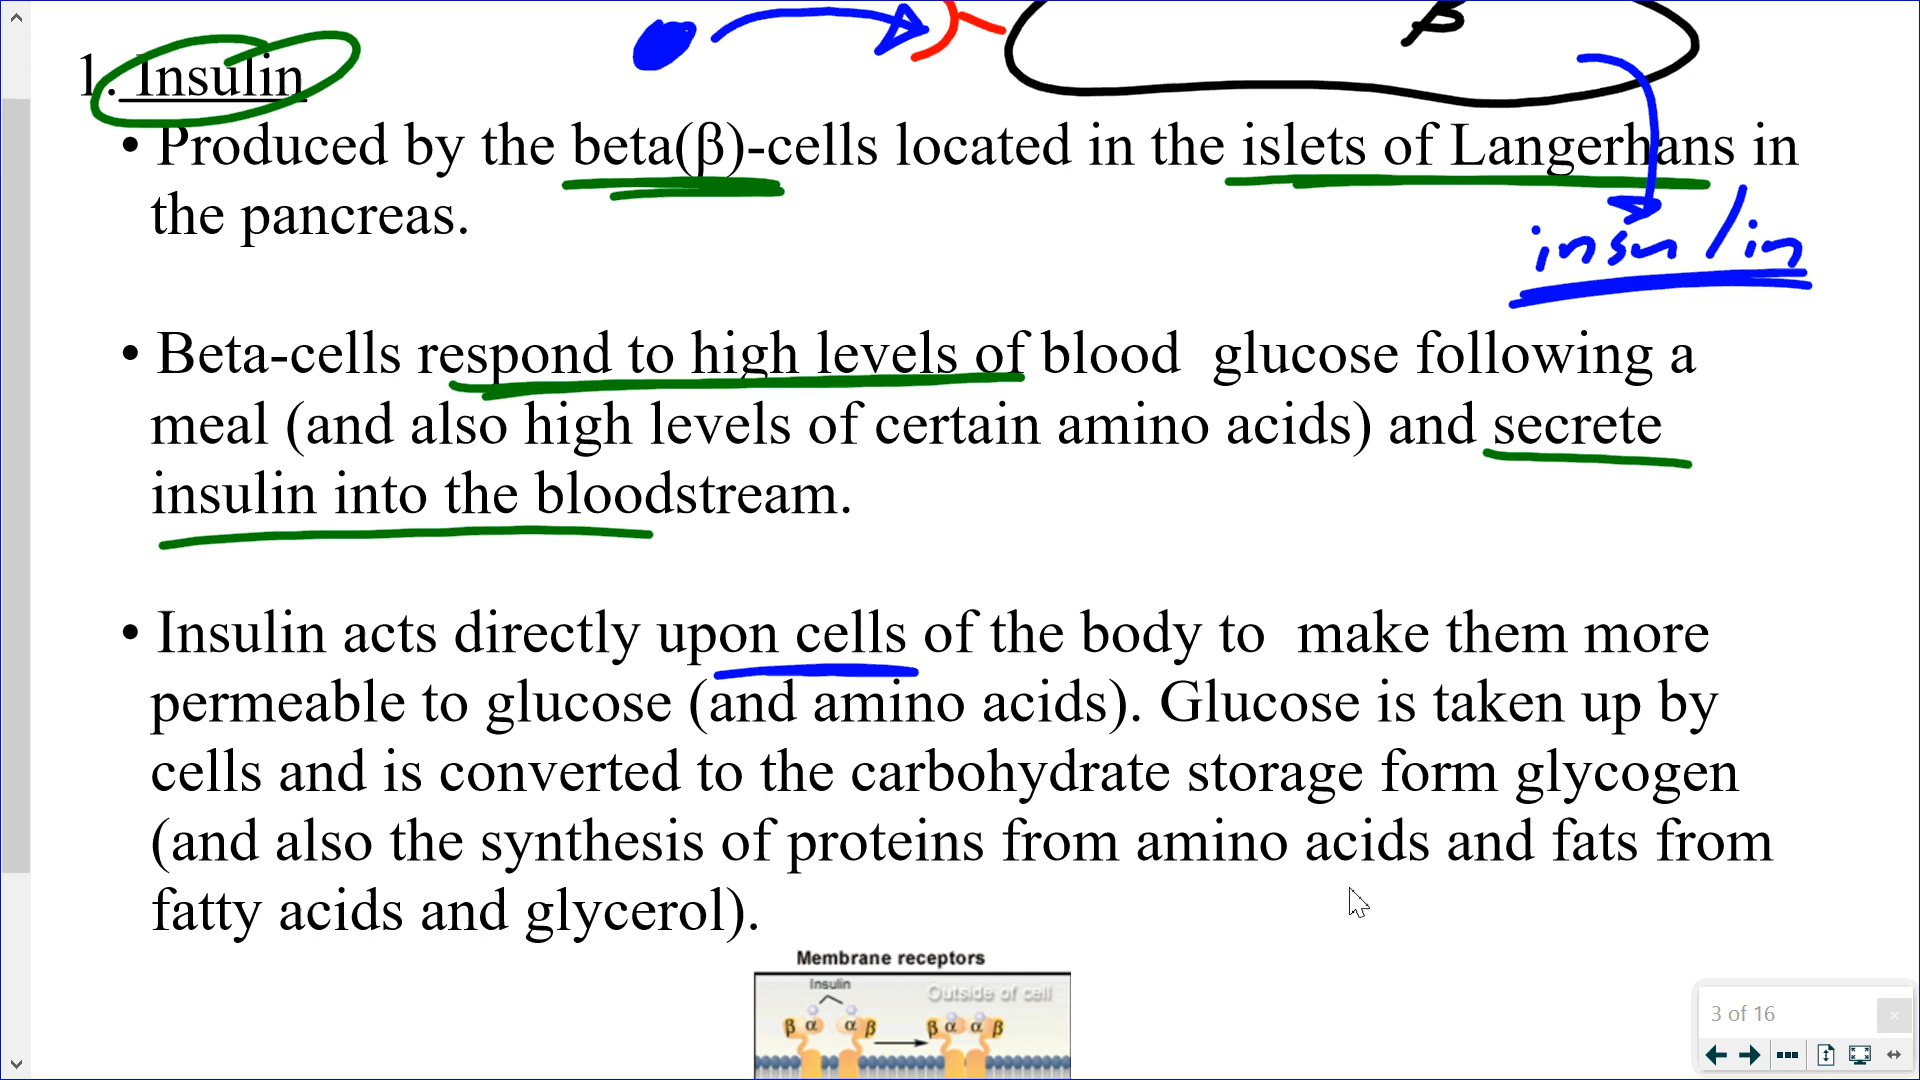 β
1. Insulin
• Produced by the beta(β)-cells located in the islets of Langerhans in
the pancreas.
insulin
• Beta-cells respond to high levels of blood glucose following a
meal (and also high levels of certain amino acids) and secrete
insulin into the bloodstream.
• Insulin acts directly upon cells of the body to make them more
permeable to glucose (and amino acids). Glucose is taken up by
cells and is converted to the carbohydrate storage form glycogen
(and also the synthesis of proteins from amino acids and fats from
fatty acids and glycerol).
Membrane receptors
Insulin
Outside of cell
β α α β β α α β
3 of 16